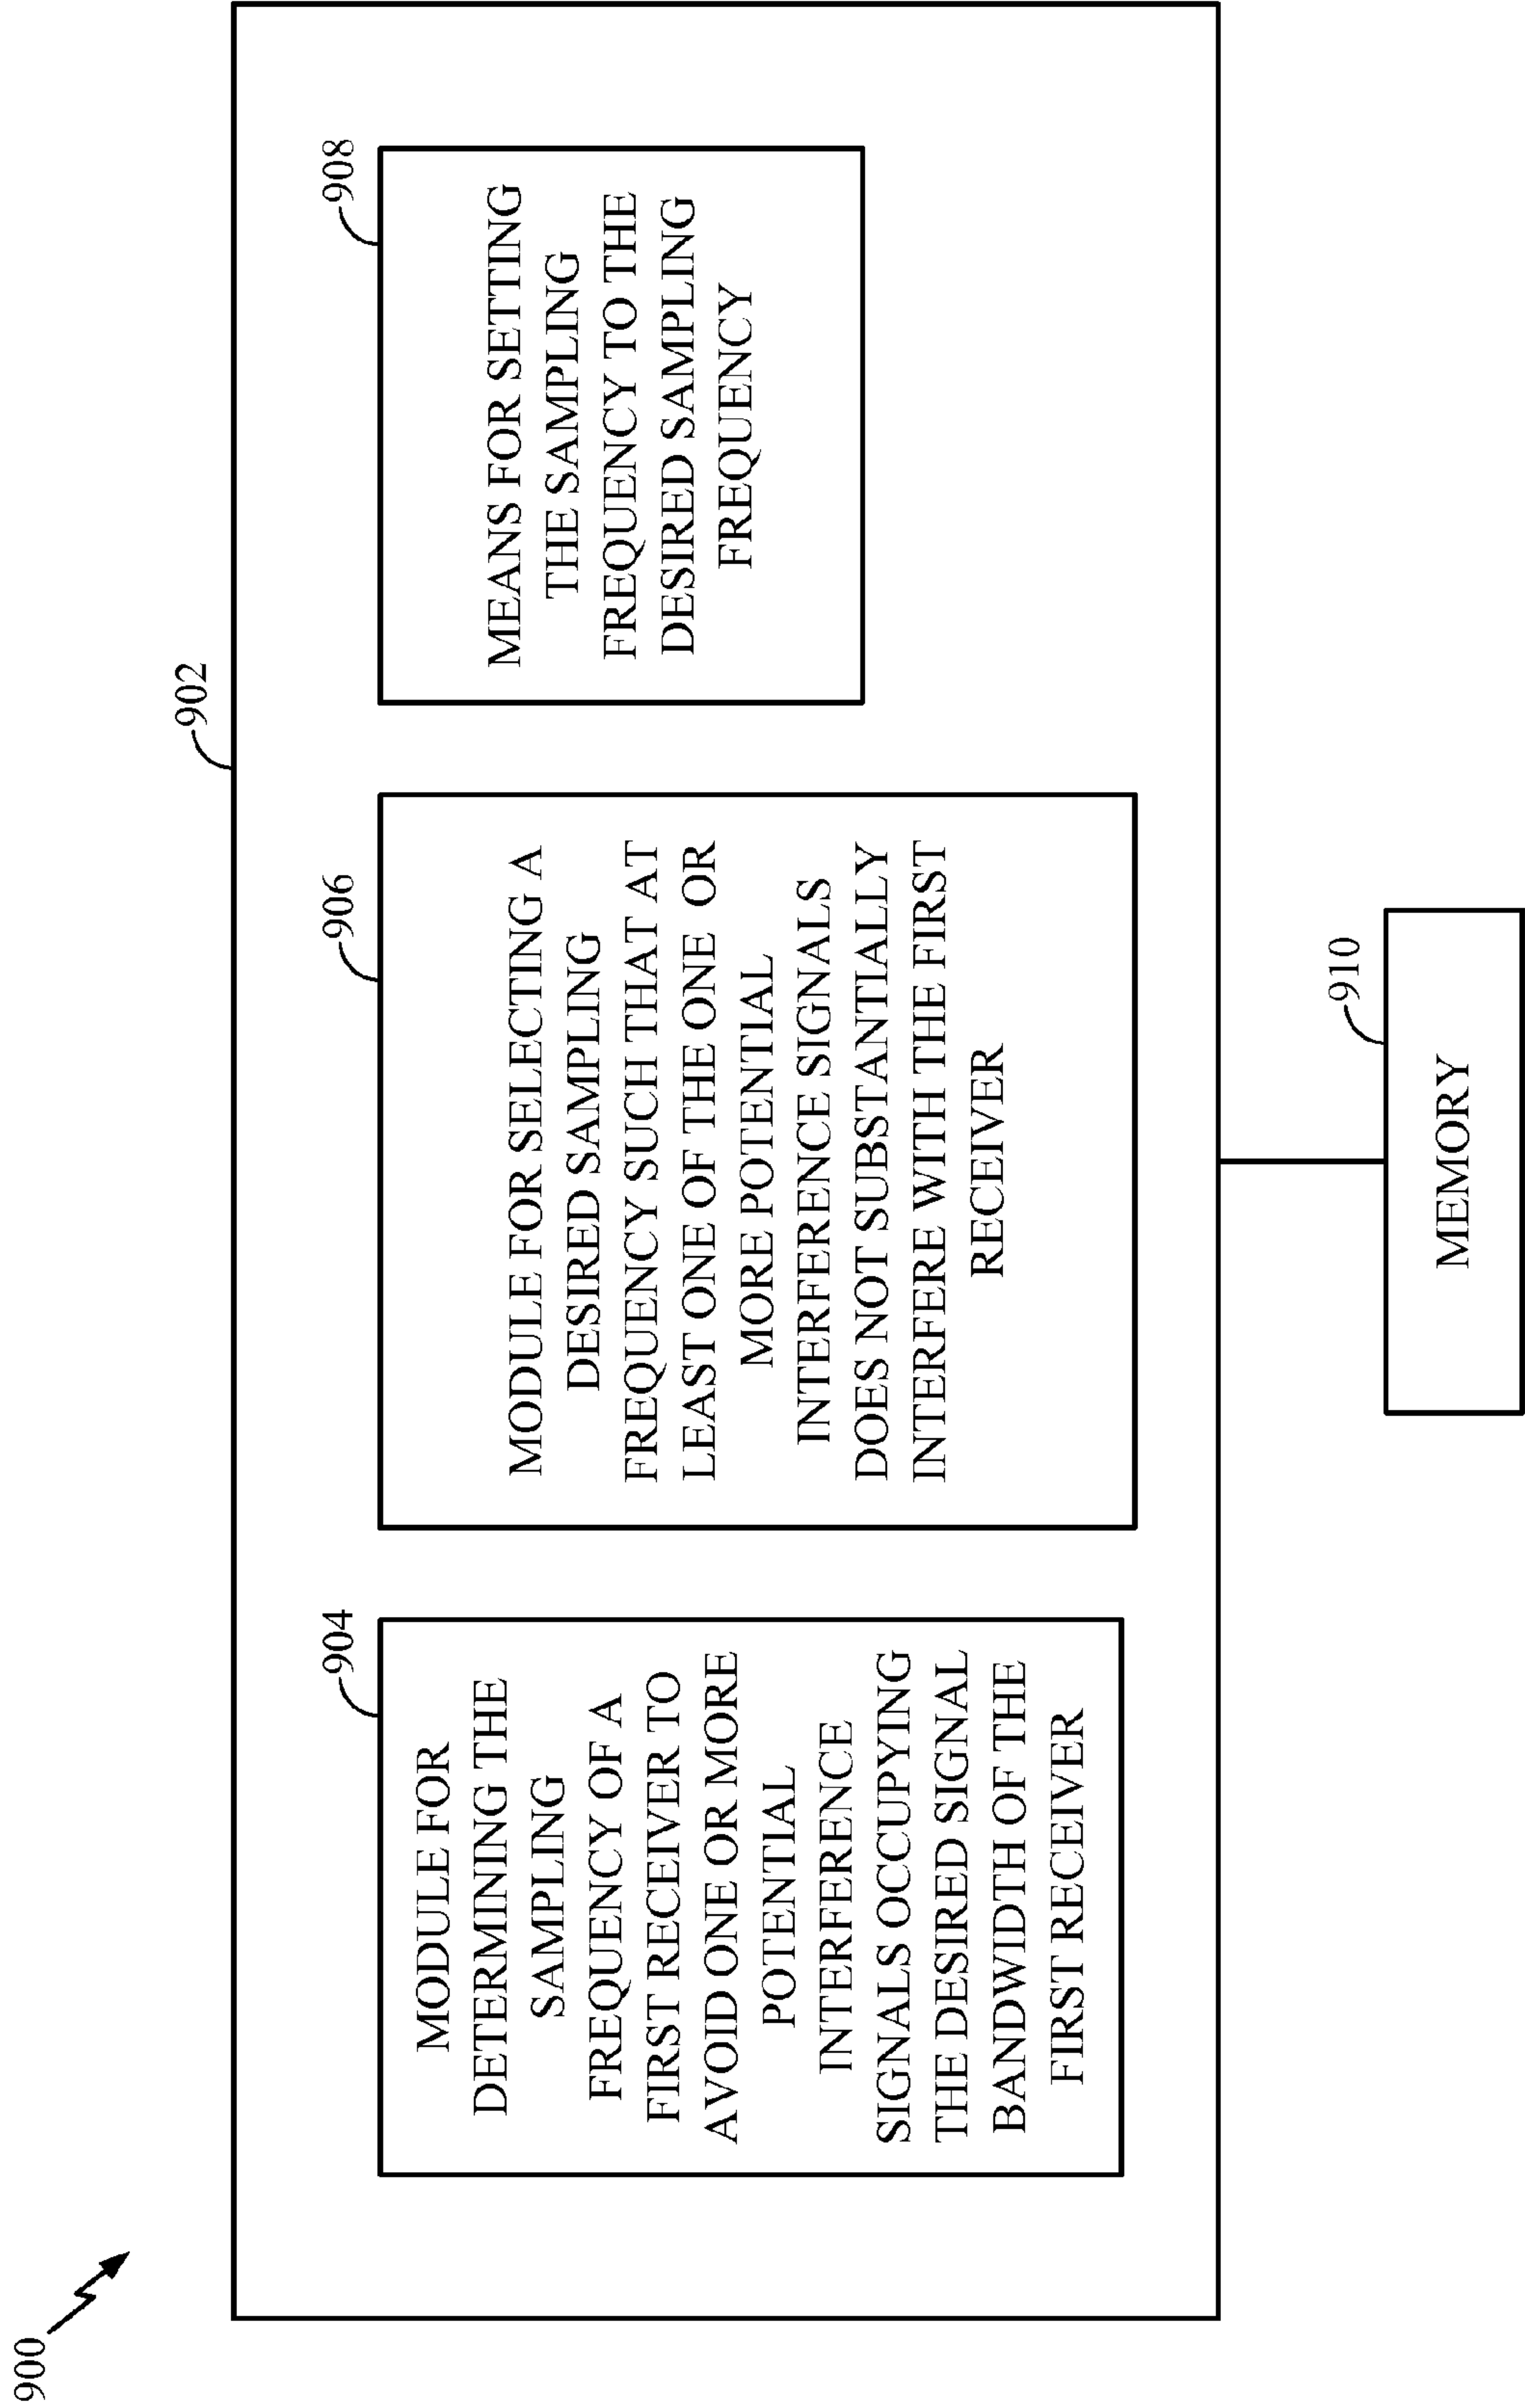 900
902
904
MODULE FOR
DETERMINING THE
SAMPLING
FREQUENCY OF A
FIRST RECEIVER TO
AVOID ONE OR MORE
POTENTIAL
INTERFERENCE
SIGNALS OCCUPYING
THE DESIRED SIGNAL
BANDWIDTH OF THE
FIRST RECEIVER
906
MODULE FOR SELECTING A
DESIRED SAMPLING
FREQUENCY SUCH THAT AT
LEAST ONE OF THE ONE OR
MORE POTENTIAL
INTERFERENCE SIGNALS
DOES NOT SUBSTANTIALLY
INTERFERE WITH THE FIRST
RECEIVER
908
MEANS FOR SETTING
THE SAMPLING
FREQUENCY TO THE
DESIRED SAMPLING
FREQUENCY
910
MEMORY